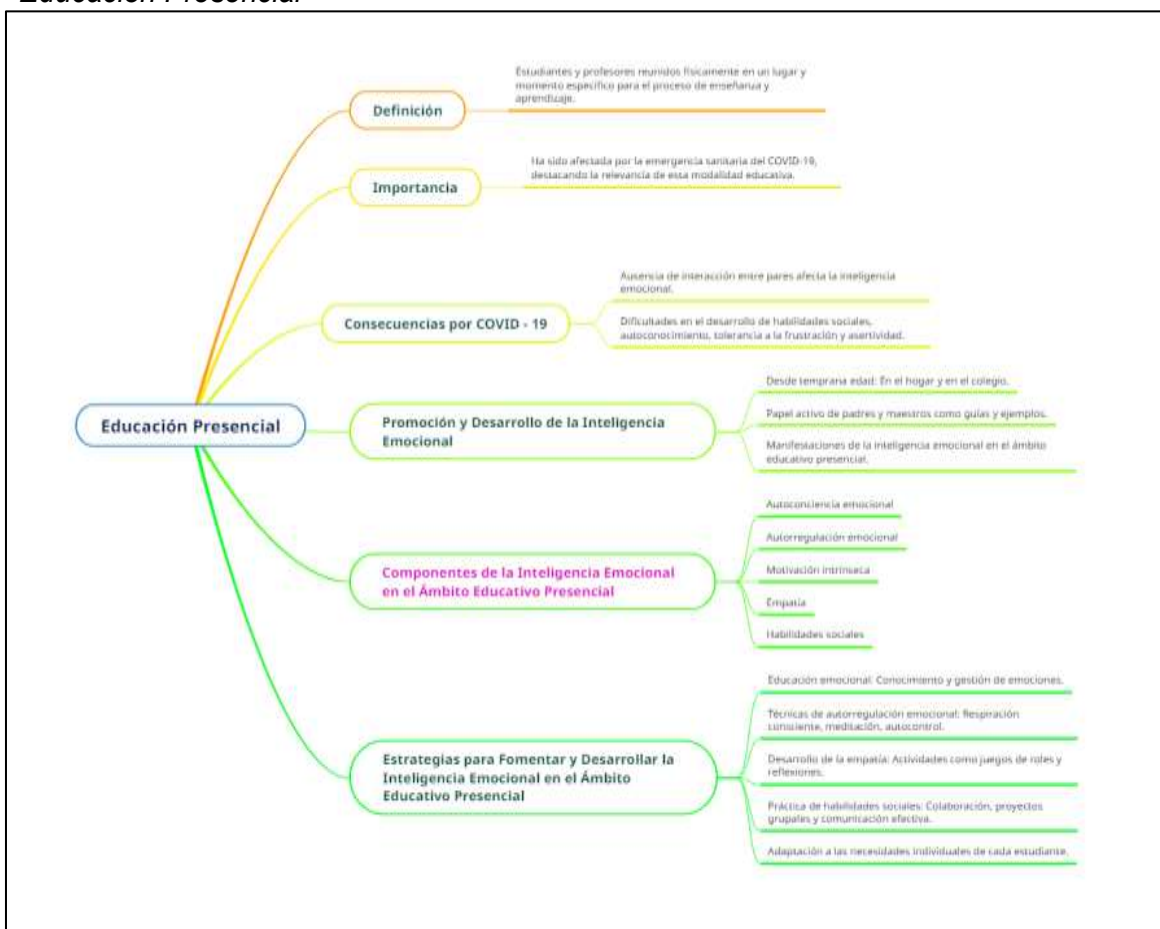 Educación Presencial
Definición
Estudiantes y profesores reunidos físicamente en un lugar y
momento específico para el proceso de enseñanza y
aprendizaje.
Importancia
Ha sido afectada por la emergencia sanitaria del COVID-19,
destacando la relevancia de esta modalidad educativa.
Consecuencias por COVID - 19
Ausencia de interacción entre pares afecta la inteligencia
emocional.
Dificultades en el desarrollo de habilidades sociales,
autoconocimiento, tolerancia a la frustración y asertividad.
Educación Presencial
Promoción y Desarrollo de la Inteligencia
Emocional
Desde temprana edad: En el hogar y en el colegio.
Papel activo de padres y maestros como guías y ejemplos.
Manifestaciones de la inteligencia emocional en el ámbito
educativo presencial.
Componentes de la Inteligencia Emocional
en el Ámbito Educativo Presencial
Autoconciencia emocional
Autorregulación emocional
Motivación intrínseca
Empatía
Habilidades sociales
Estrategias para Fomentar y Desarrollar la
Inteligencia Emocional en el Ámbito
Educativo Presencial
Educación emocional: Conocimiento y gestión de emociones.
Técnicas de autorregulación emocional: Respiración
consciente, meditación, autocontrol.
Desarrollo de la empatía: Actividades como juegos de roles y
reflexiones.
Práctica de habilidades sociales: Colaboración, proyectos
grupales y comunicación efectiva.
Adaptación a las necesidades individuales de cada estudiante.